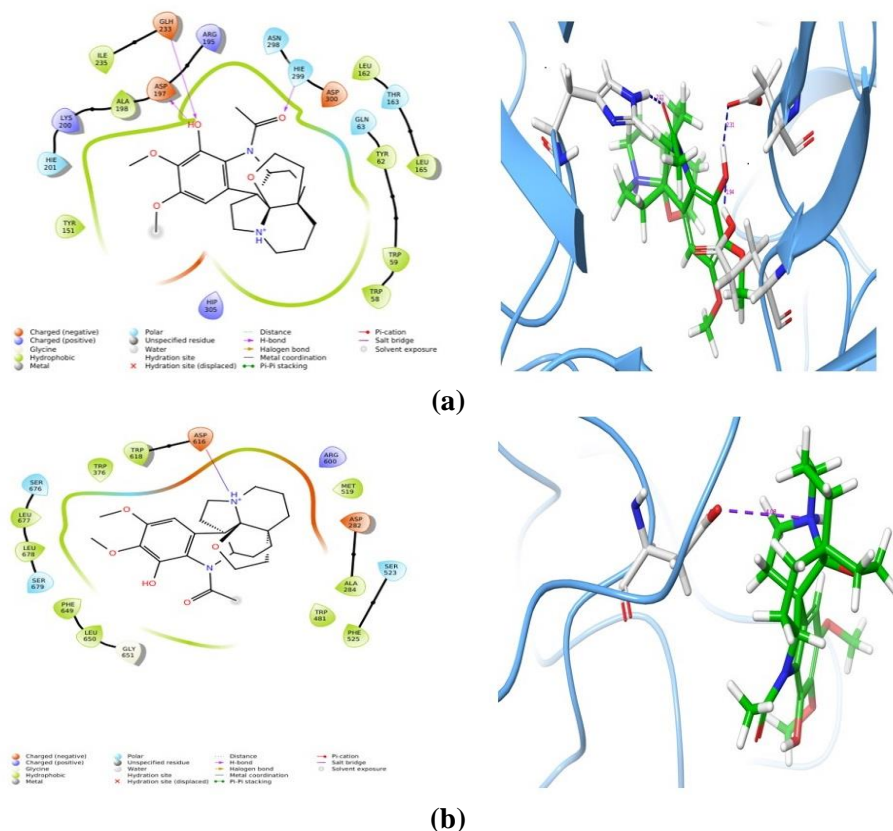 GLH 233
ARG 195
ILE 235
ASN 298
HIE 299
LEU 162
ASP 197
ASP 300
THR 163
LYS 200
ALA 198
GLN 63
HIE 201
TYR 62
LEU 165
HO
O
N
O
O
O
N+
H
TYR 151
TRP 59
TRP 58
HIP 305
Charged (negative) Polar Distance Pi-cation
Charged (positive) Unspecified residue H-bond Salt bridge
Glycine Water Halogen bond Solvent exposure
Hydrophobic Hydration site Metal coordination
Metal Hydration site (displaced) Pi-Pi stacking
(a)
ASP 616
TRP 618
ARG 600
TRP 376
SER 676
MET 519
LEU 677
ASP 282
LEU 678
SER 679
SER 523
ALA 284
PHE 649
TRP 481
LEU 650
PHE 525
GLY 651
H
N+
O
O
O
N
HO
O
Charged (negative) Polar Distance Pi-cation
Charged (positive) Unspecified residue H-bond Salt bridge
Glycine Water Halogen bond Solvent exposure
Hydrophobic Hydration site Metal coordination
Metal Hydration site (displaced) Pi-Pi stacking
(b)